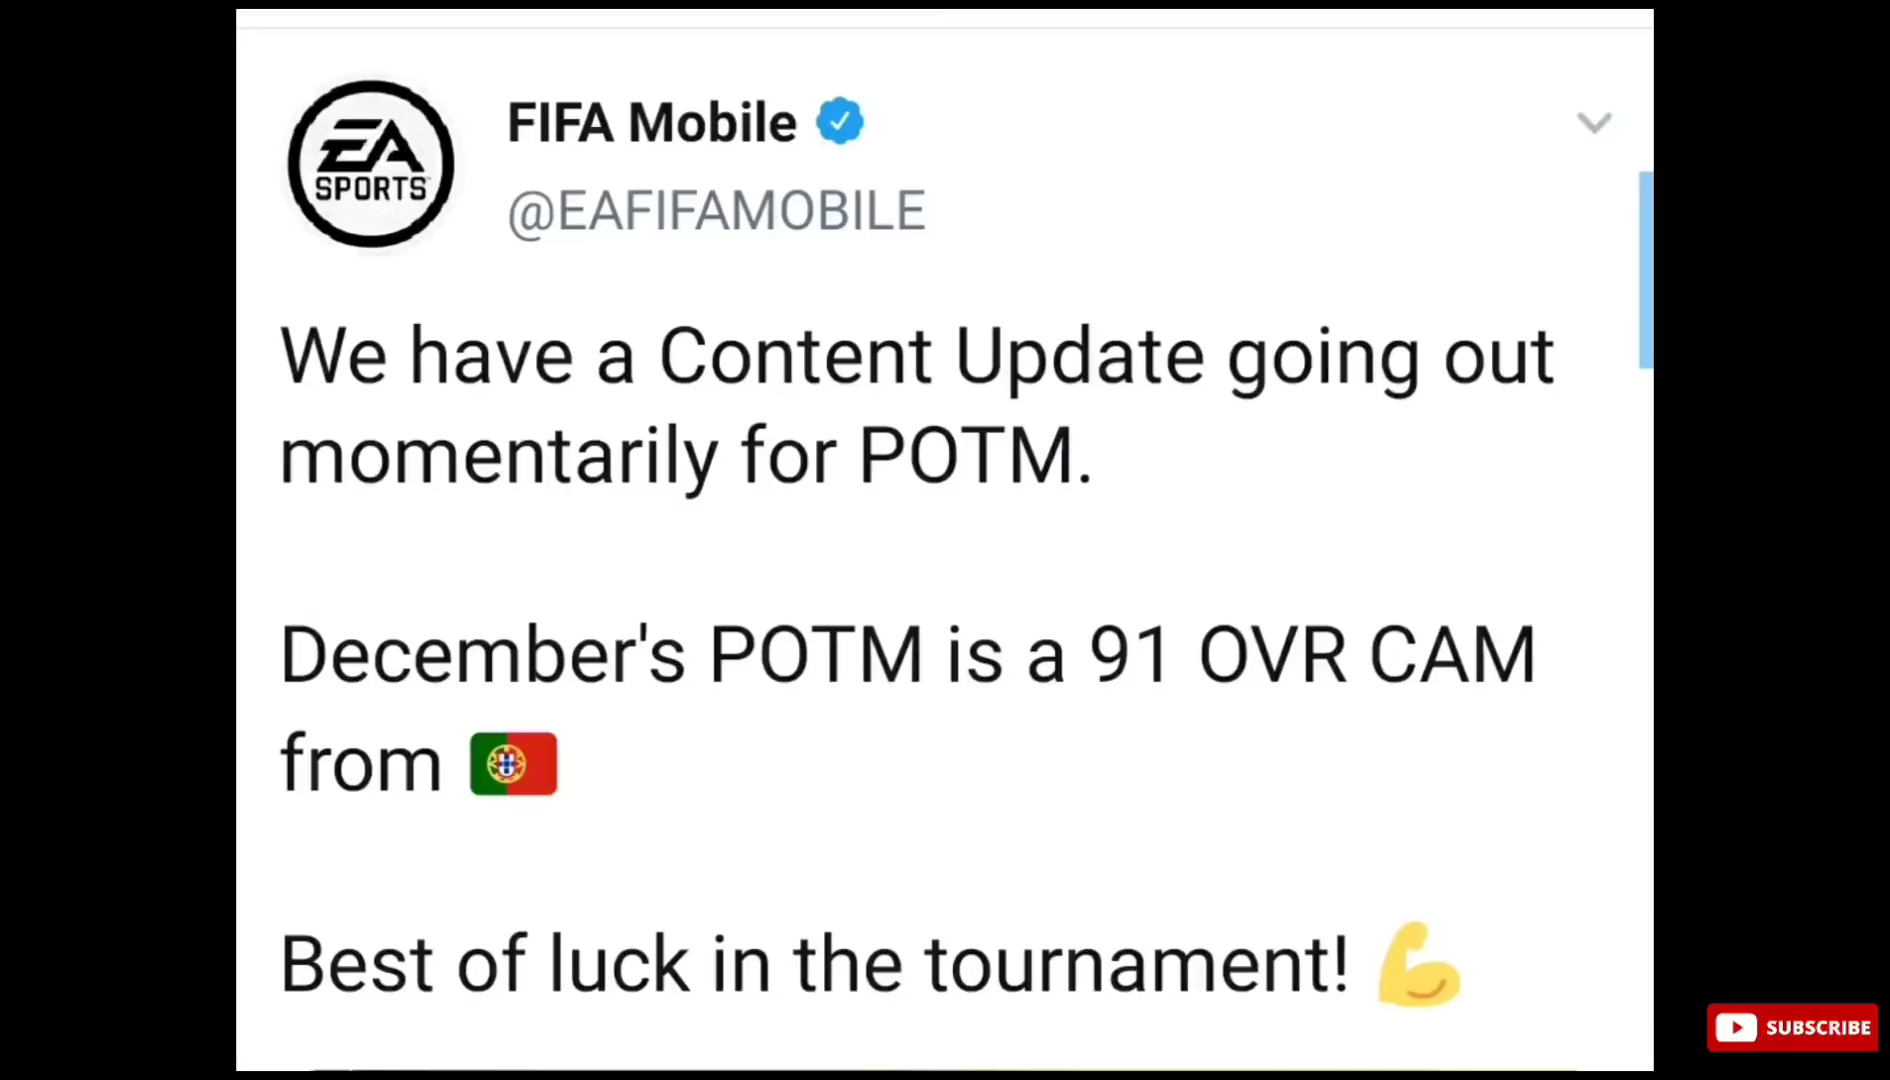 EA
SPORTS
FIFA Mobile
@EAFIFAMOBILE
We have a Content Update going out
momentarily for POTM.
December's POTM is a 91 OVR CAM
from 🇵🇹
Best of luck in the tournament! 💪
SUBSCRIBE